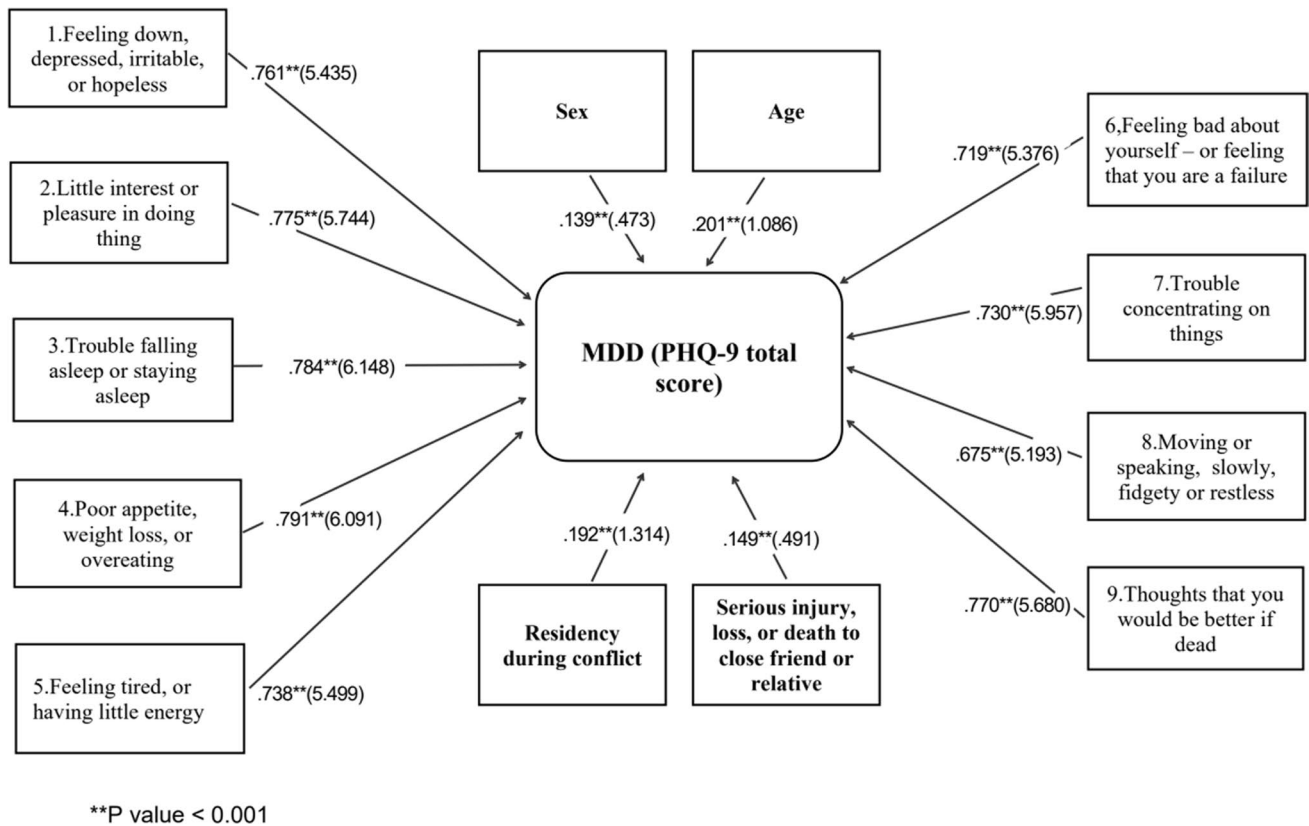 1.Feeling down,
depressed, irritable,
or hopeless
.761**(5.435)
2.Little interest or
pleasure in doing
thing
.775**(5.744)
3.Trouble falling
asleep or staying
asleep
.784**(6.148)
4.Poor appetite,
weight loss, or
overeating
.791**(6.091)
5.Feeling tired, or
having little energy
.738**(5.499)
Sex
.139**(.473)
Age
.201**(1.086)
MDD (PHQ-9 total
score)
.192**(1.314)
Residency
during conflict
.149**(.491)
Serious injury,
loss, or death to
close friend or
relative
6,Feeling bad about
yourself – or feeling
that you are a failure
.719**(5.376)
7.Trouble
concentrating on
things
.730**(5.957)
8.Moving or
speaking, slowly,
fidgety or restless
.675**(5.193)
9.Thoughts that you
would be better if
dead
.770**(5.680)
**P value < 0.001